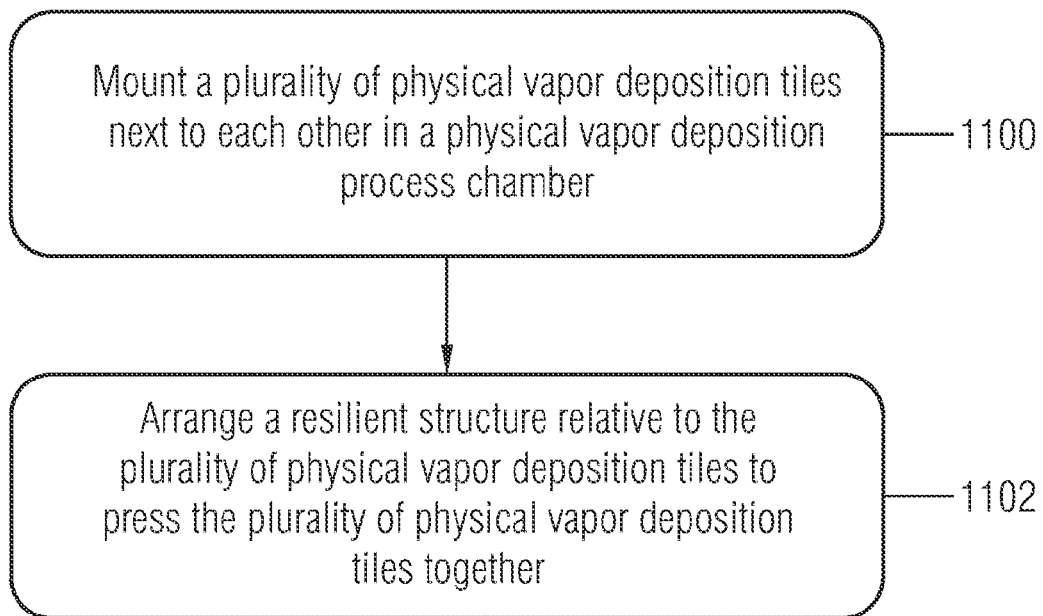 Mount a plurality of physical vapor deposition tiles
next to each other in a physical vapor deposition
process chamber
1100
Arrange a resilient structure relative to the
plurality of physical vapor deposition tiles to
press the plurality of physical vapor deposition
tiles together
1102